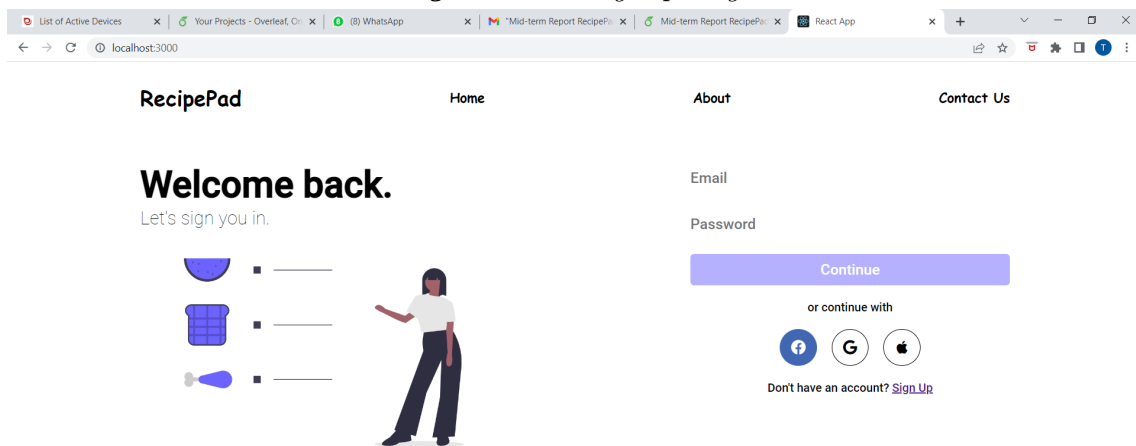 List of Active Devices
Your Projects - Overleaf, On
(8) WhatsApp
"Mid-term Report RecipePa
Mid-term Report RecipePad
React App
localhost:3000
T
RecipePad
Home
About
Contact Us
Welcome back.
Let's sign you in.
Email
Password
Continue
or continue with
Don't have an account? Sign Up